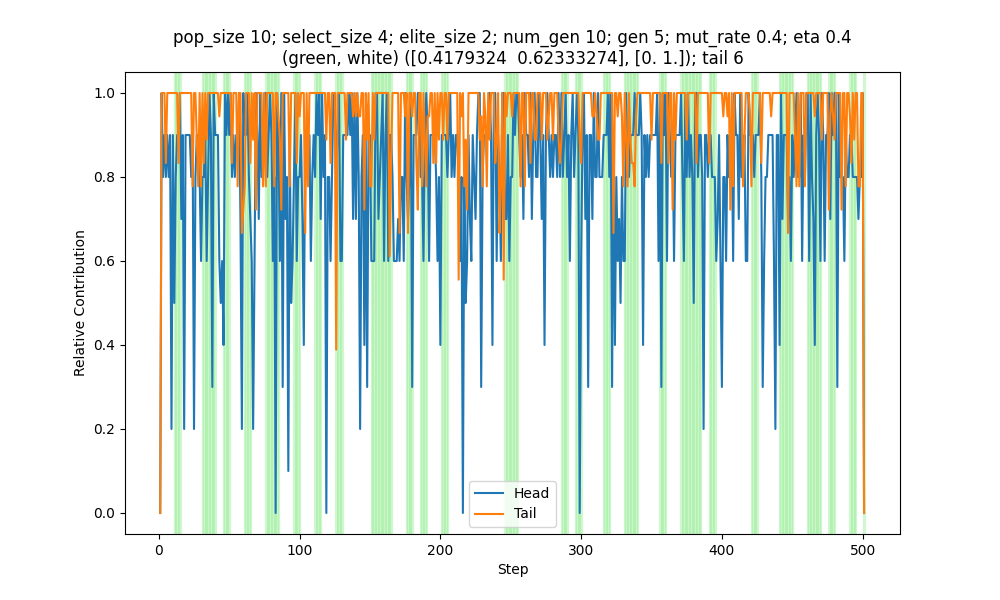 pop_size 10; select_size 4; elite_size 2; num_gen 10; gen 5; mut_rate 0.4; eta 0.4
(green, white) ([0.4179324  0.62333274], [0. 1.]); tail 6
1.0
0.8
0.6
0.4
0.2
0.0
Relative Contribution
Head
Tail
0 100 200 300 400 500
Step